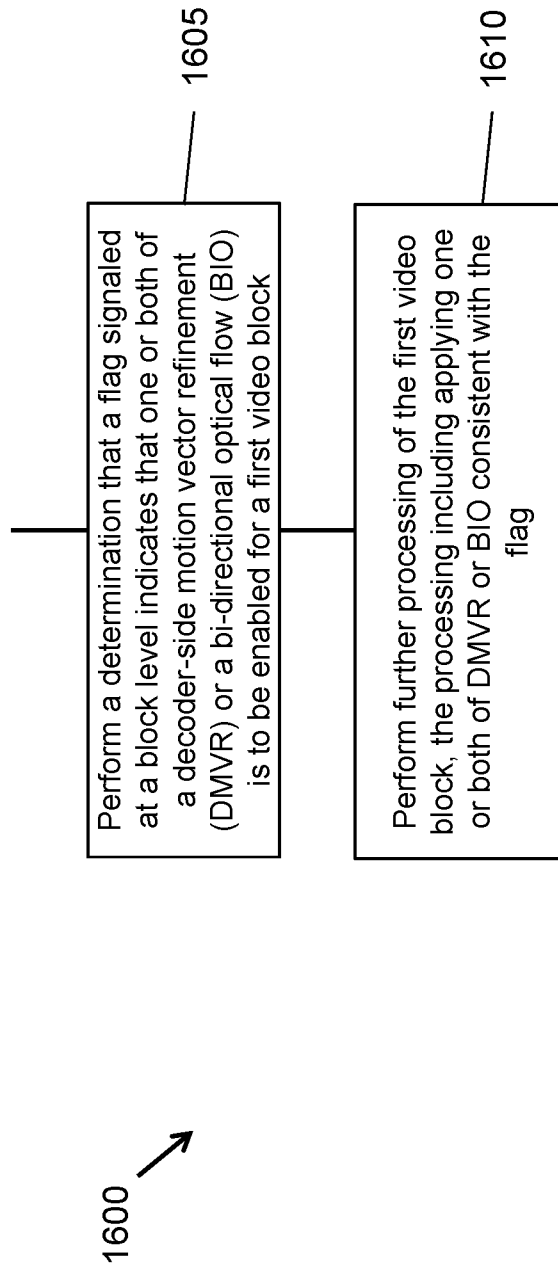 1600
Perform a determination that a flag signaled
at a block level indicates that one or both of
a decoder-side motion vector refinement
(DMVR) or a bi-directional optical flow (BIO)
is to be enabled for a first video block
1605
Perform further processing of the first video
block, the processing including applying one
or both of DMVR or BIO consistent with the
flag
1610